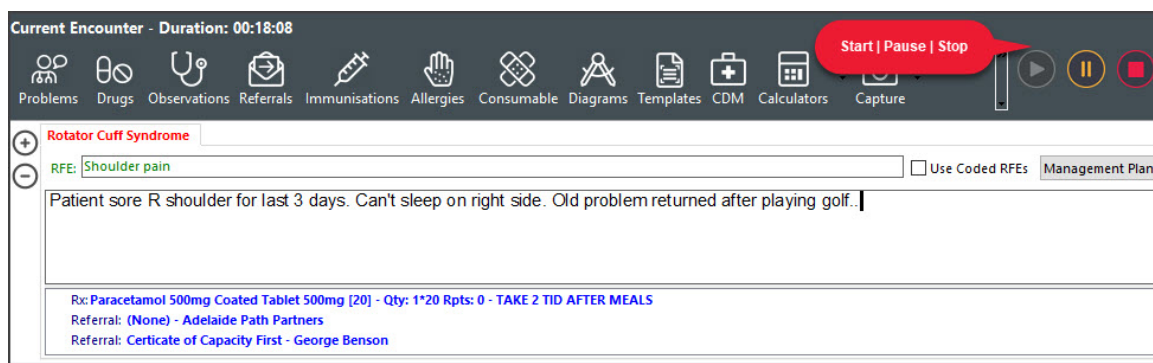 Current Encounter - Duration: 00:18:08
Start | Pause | Stop
Problems Drugs Observations Referrals Immunisations Allergies Consumable Diagrams Templates CDM Calculators Capture
Rotator Cuff Syndrome
RFE: Shoulder pain Use Coded RFEs Management Plan
Patient sore R shoulder for last 3 days. Can't sleep on right side. Old problem returned after playing golf..
Rx: Paracetamol 500mg Coated Tablet 500mg [20] - Qty: 1*20 Rpts: 0 - TAKE 2 TID AFTER MEALS
Referral: (None) - Adelaide Path Partners
Referral: Certicate of Capacity First - George Benson